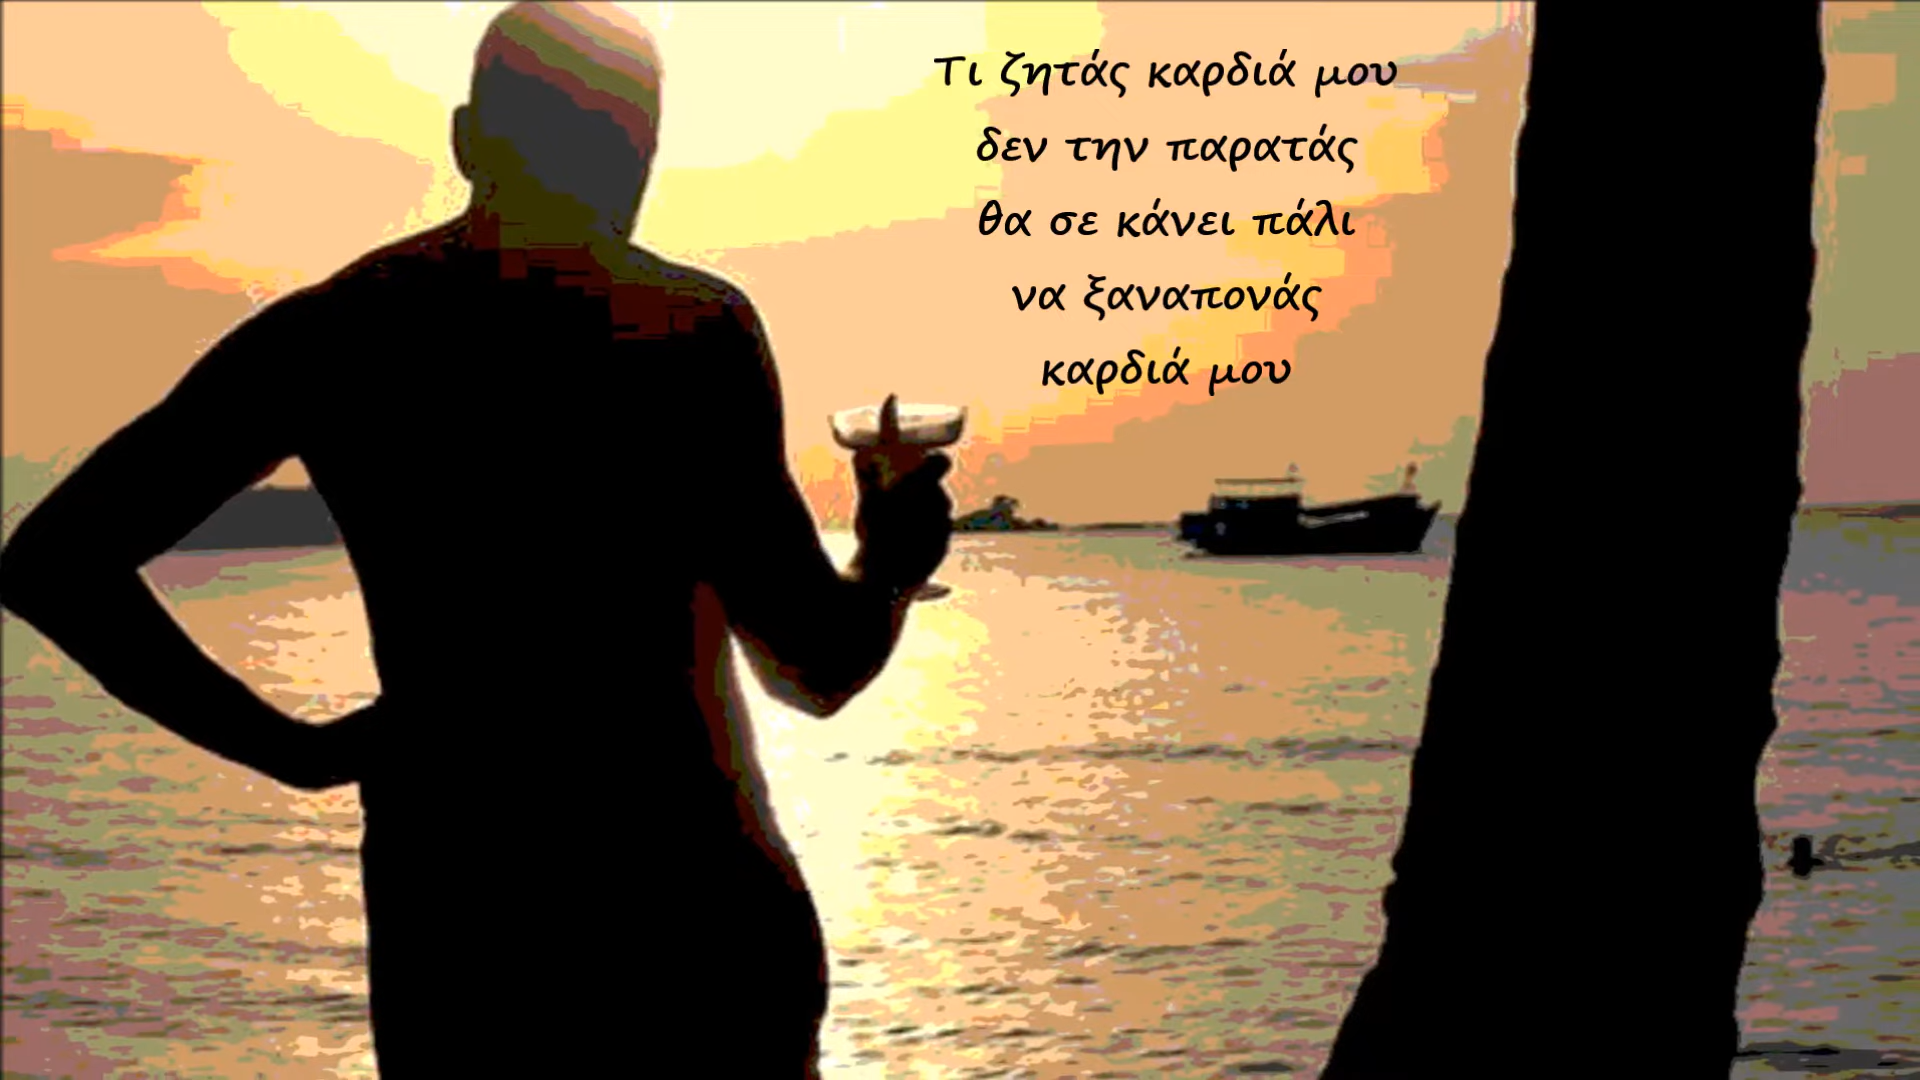 Τι ζητάς καρδιά μου
δεν την παρατάς
θα σε κάνει πάλι
να ξαναπονάς
καρδιά μου